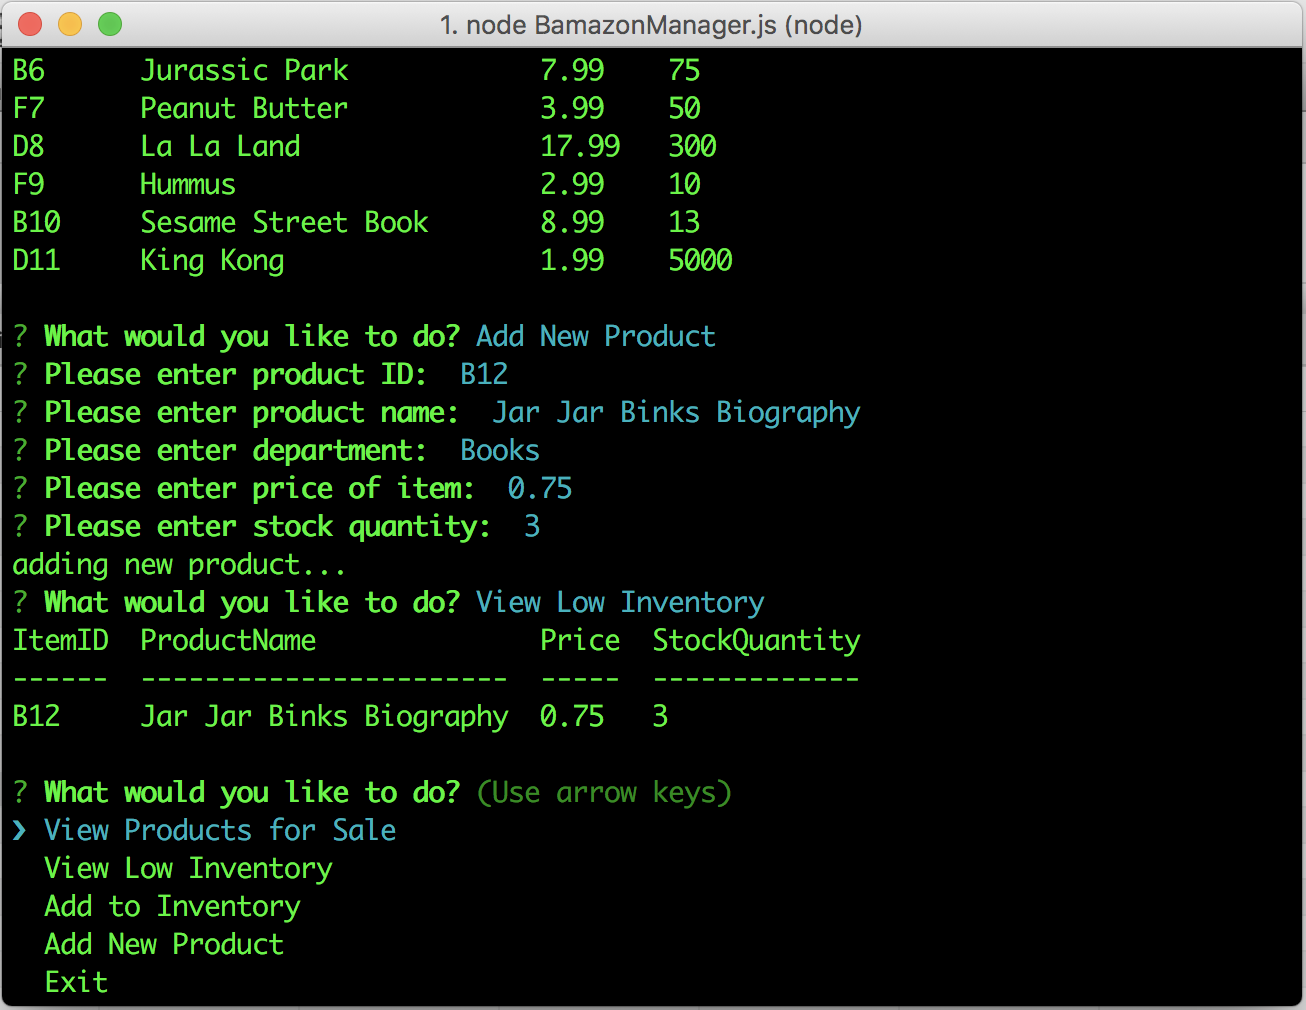 1. node BamazonManager.js (node)
B6 Jurassic Park 7.99 75
F7 Peanut Butter 3.99 50
D8 La La Land 17.99 300
F9 Hummus 2.99 10
B10 Sesame Street Book 8.99 13
D11 King Kong 1.99 5000
? What would you like to do? Add New Product
? Please enter product ID: B12
? Please enter product name: Jar Jar Binks Biography
? Please enter department: Books
? Please enter price of item: 0.75
? Please enter stock quantity: 3
adding new product...
? What would you like to do? View Low Inventory
ItemID ProductName Price StockQuantity
------ ----------------------- ----- -------------
B12 Jar Jar Binks Biography 0.75 3
? What would you like to do? (Use arrow keys)
❯ View Products for Sale
View Low Inventory
Add to Inventory
Add New Product
Exit